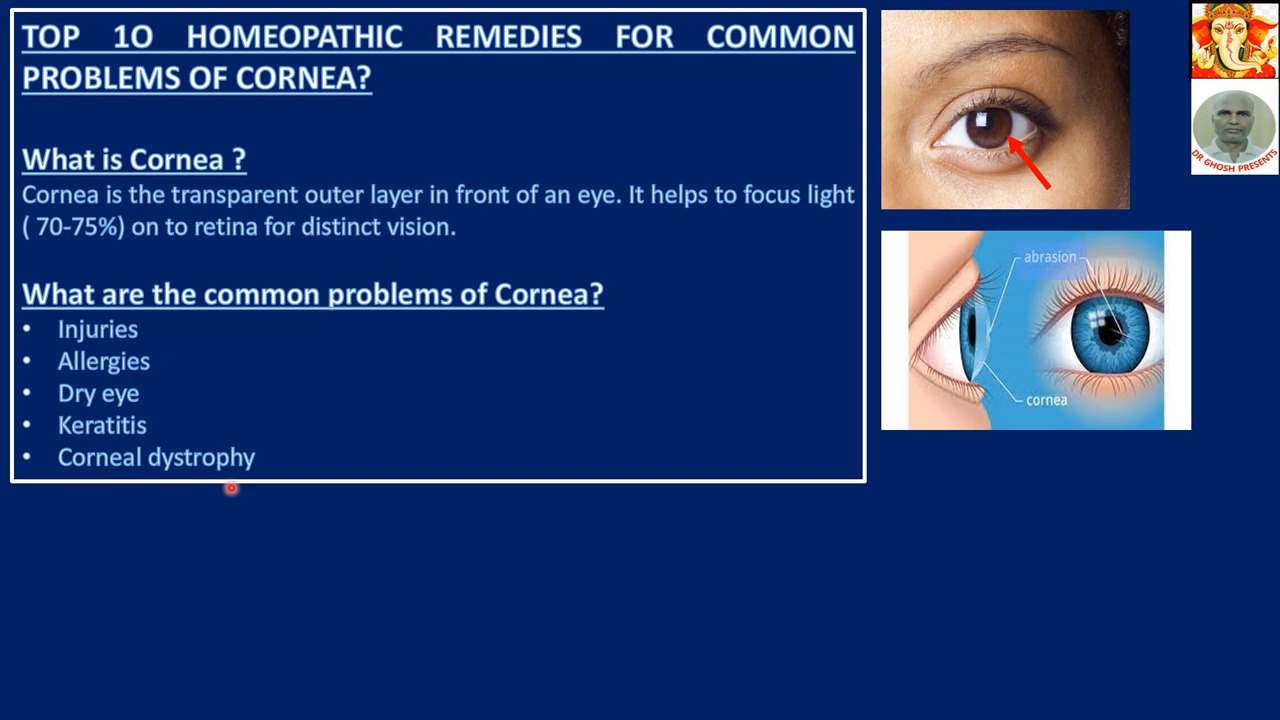 TOP 1O HOMEOPATHIC REMEDIES FOR COMMON
PROBLEMS OF CORNEA?
What is Cornea ?
Cornea is the transparent outer layer in front of an eye. It helps to focus light
( 70-75%) on to retina for distinct vision.
What are the common problems of Cornea?
• Injuries
• Allergies
• Dry eye
• Keratitis
• Corneal dystrophy
abrasion
cornea
DR GHOSH PRESENTS